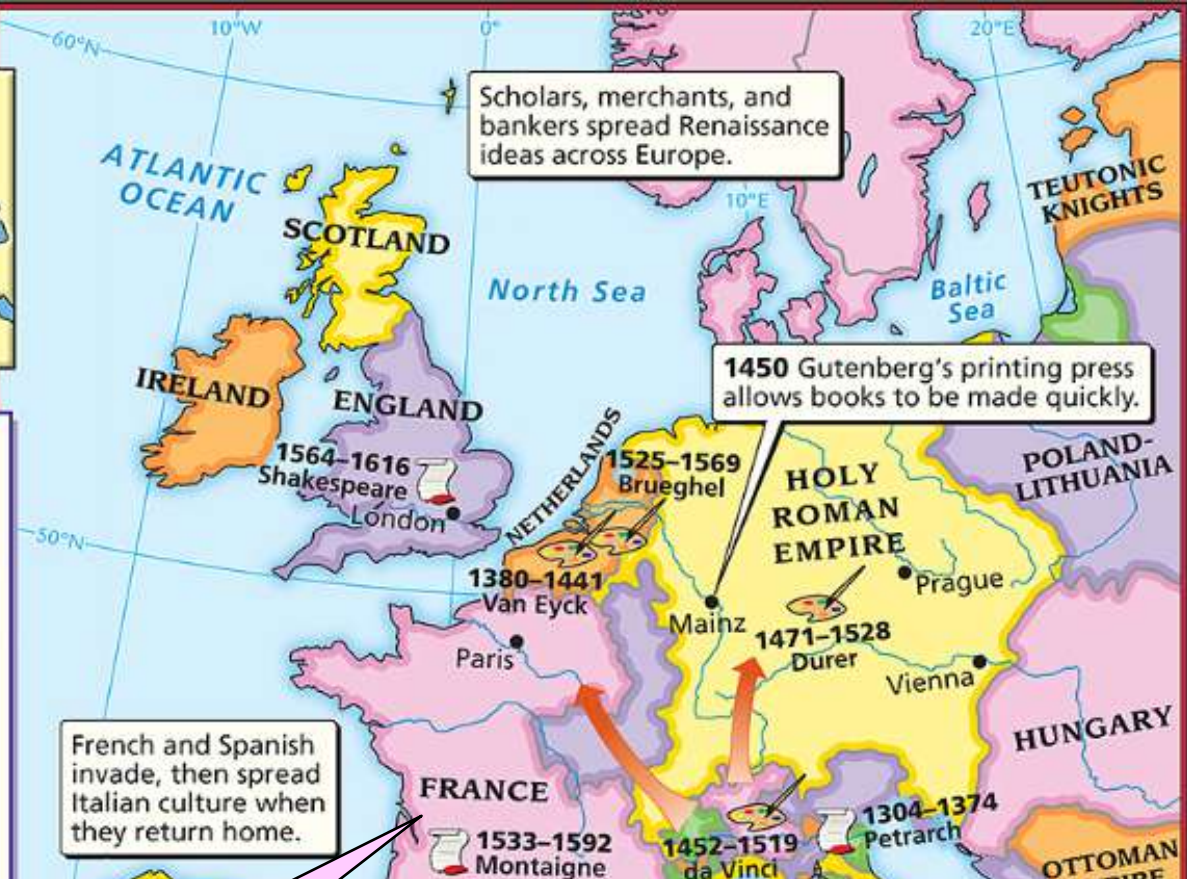 10°W
0°
20°E
60°N
Scholars, merchants, and
bankers spread Renaissance
ideas across Europe.
ATLANTIC
OCEAN
10°E
TEUTONIC
KNIGHTS
SCOTLAND
North Sea
Baltic
Sea
1450 Gutenberg's printing press
allows books to be made quickly.
IRELAND
ENGLAND
1564–1616
Shakespeare
London
NETHERLANDS
1525–1569
Brueghel
HOLY
ROMAN
EMPIRE
POLAND-
LITHUANIA
50°N
1380–1441
Van Eyck
Prague
Mainz
1471–1528
Durer
Paris
Vienna
French and Spanish
invade, then spread
Italian culture when
they return home.
HUNGARY
FRANCE
1533–1592
Montaigne
1452–1519
da Vinci
1304–1374
Petrarch
OTTOMAN